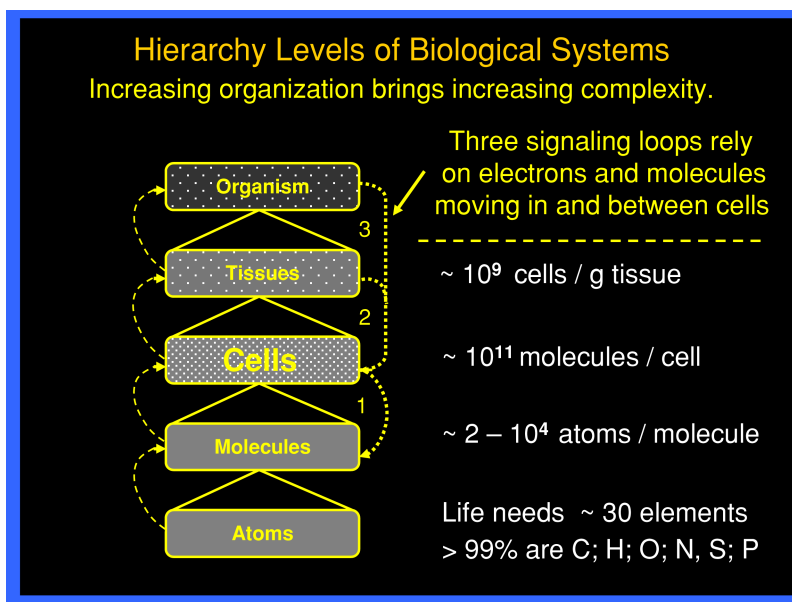 Hierarchy Levels of Biological Systems
Increasing organization brings increasing complexity.
Three signaling loops rely
on electrons and molecules
moving in and between cells
Organism
3
Tissues
~ 10⁹ cells / g tissue
2
Cells
~ 10¹¹ molecules / cell
1
Molecules
~ 2 – 10⁴ atoms / molecule
Atoms
Life needs ~ 30 elements
> 99% are C; H; O; N, S; P